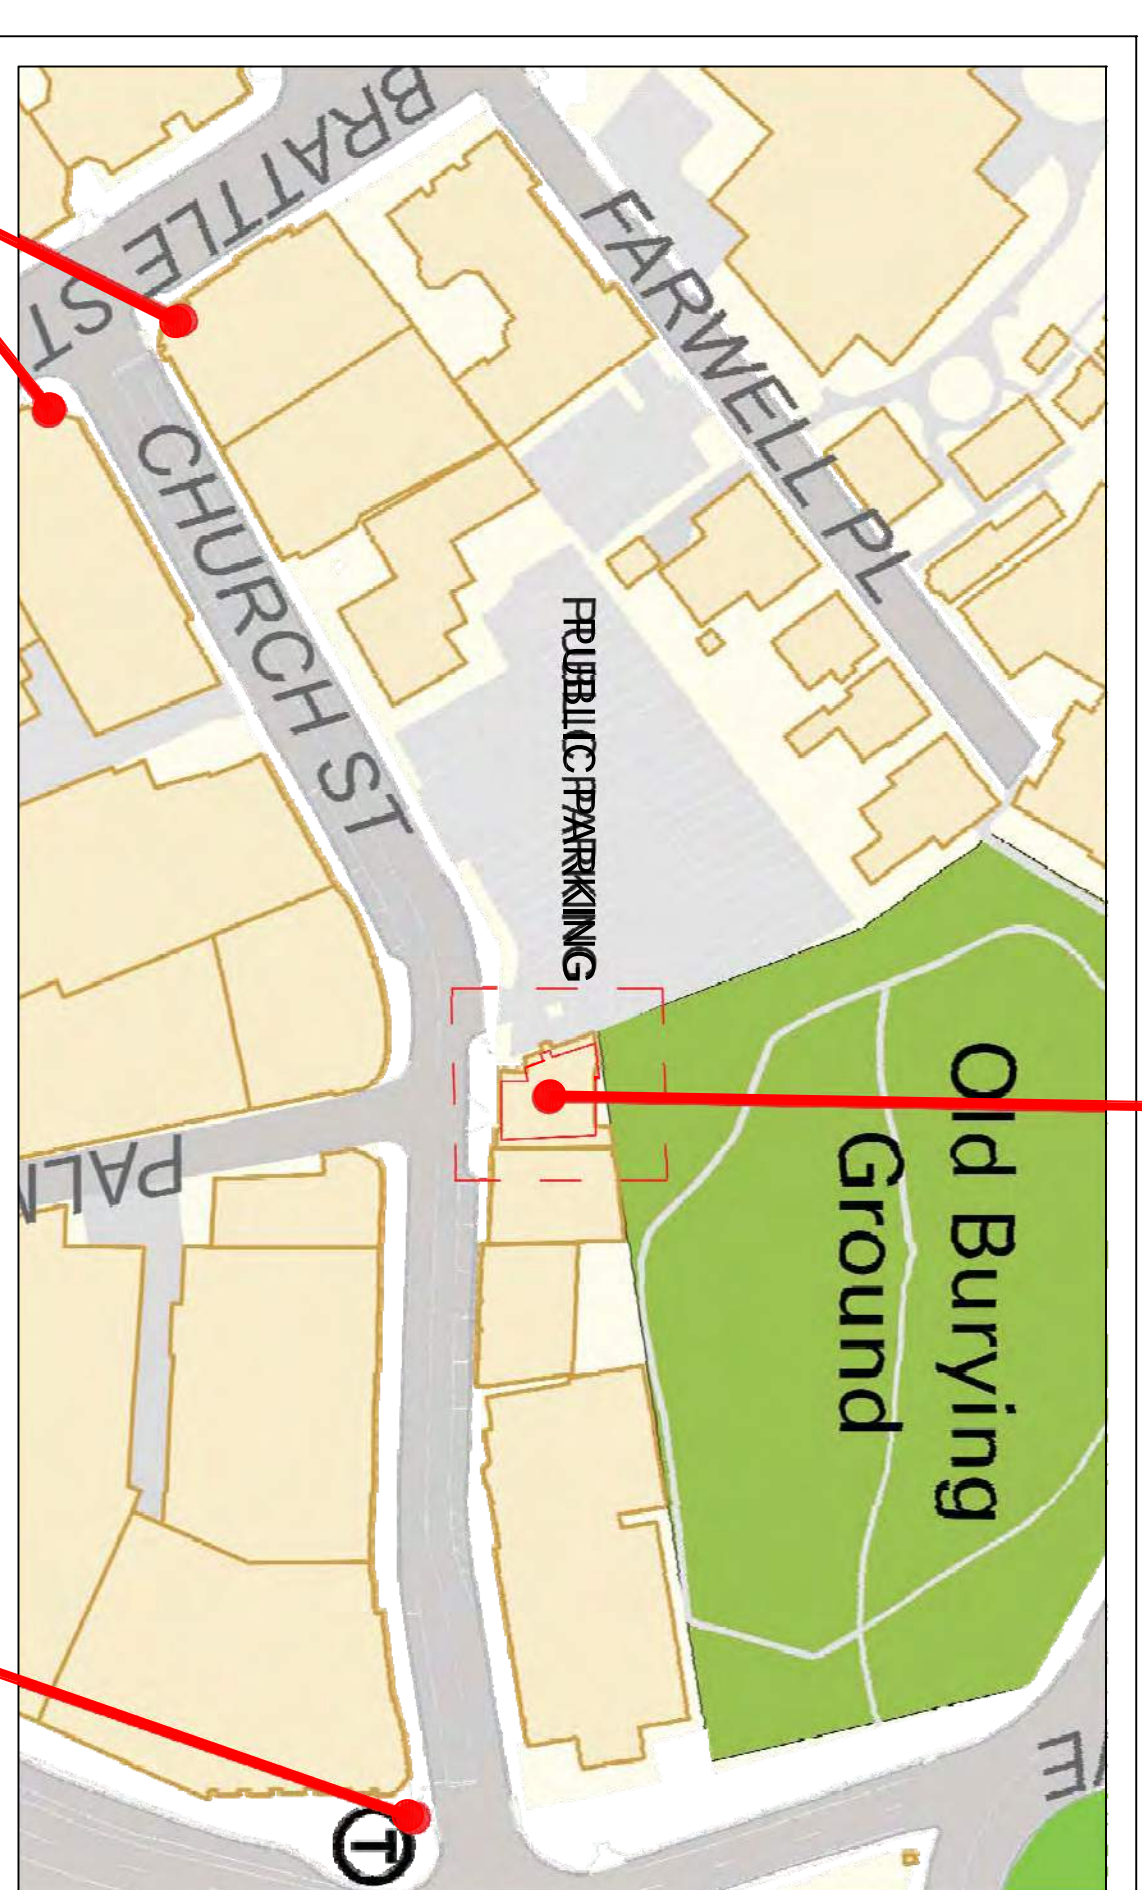 BRATTLE ST
FARWELL PL
CHURCH ST
PUBLIC PARKING
Old Burying
Ground
T